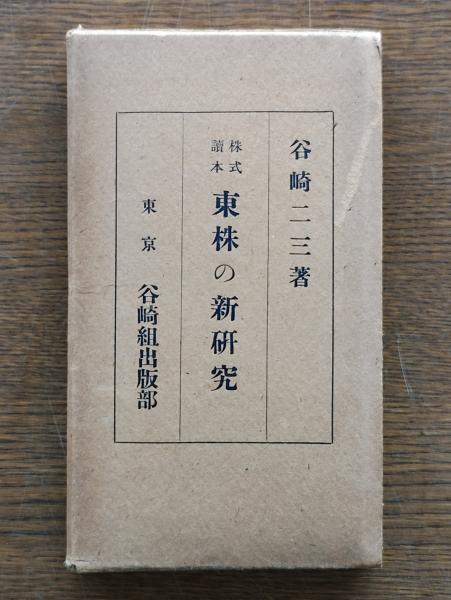 谷崎二三著
株式
讀本
東株の新研究
東京
谷崎組出版部